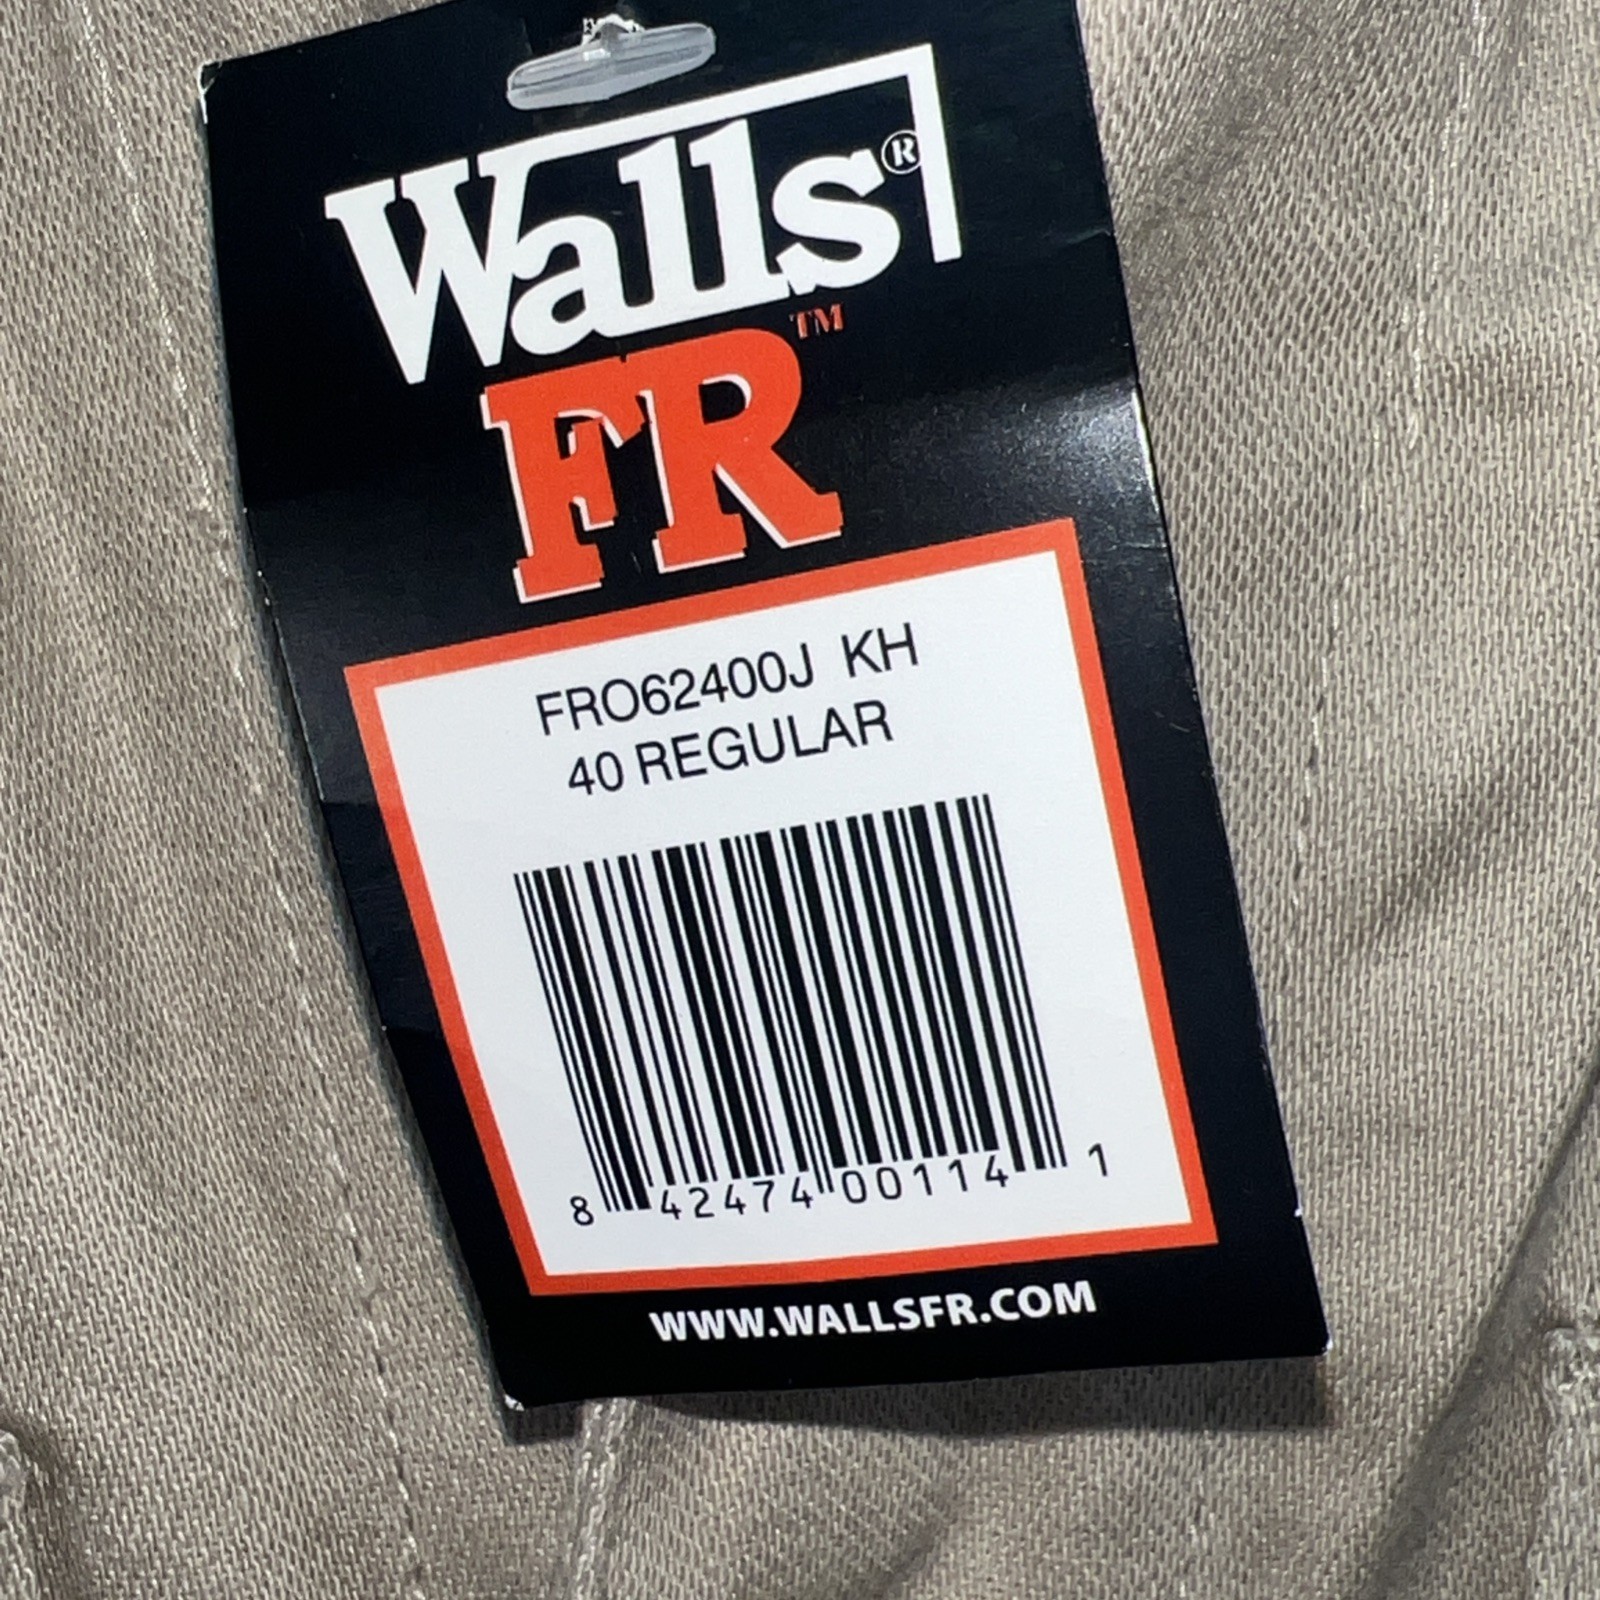 Walls®
FR™
FRO62400J KH
40 REGULAR
8 42474 00114 1
WWW.WALLSFR.COM